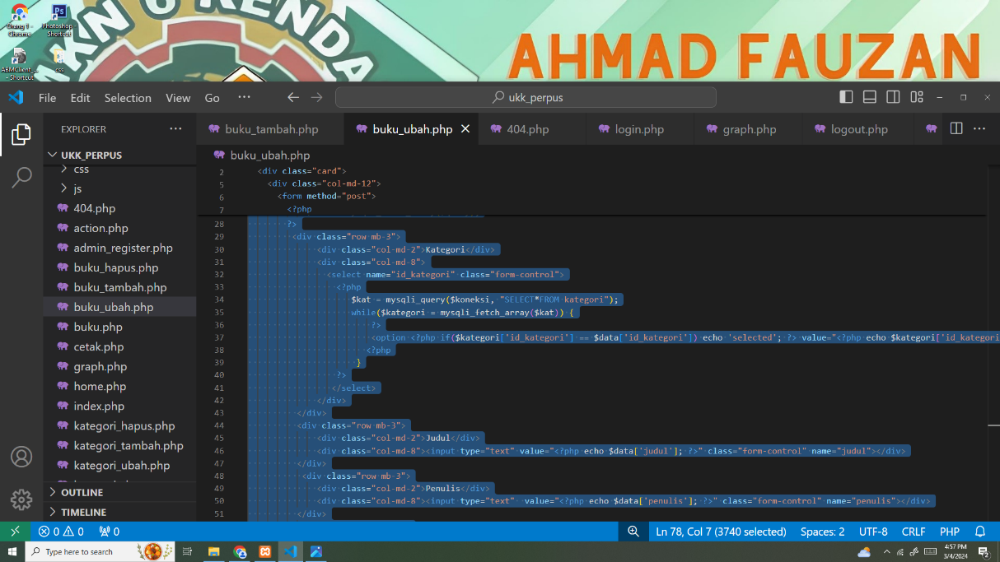 Orang 1 - Chrome
Photoshop - Shortcut
ABMClient_... - Shortcut
css
AHMAD FAUZAN
File Edit Selection View Go ···
ukk_perpus
EXPLORER ···
buku_tambah.php
buku_ubah.php
404.php
login.php
graph.php
logout.php
UKK_PERPUS
css
js
404.php
action.php
admin_register.php
buku_hapus.php
buku_tambah.php
buku_ubah.php
buku.php
cetak.php
graph.php
home.php
index.php
kategori_hapus.php
kategori_tambah.php
kategori_ubah.php
OUTLINE
TIMELINE
buku_ubah.php
2 <div class="card">
5 <div class="col-md-12">
6 <form method="post">
7 <?php
28 ?>
29 <div class="row mb-3">
30 <div class="col-md-2">Kategori</div>
31 <div class="col-md-8">
32 <select name="id_kategori" class="form-control">
33 <?php
34 $kat = mysqli_query($koneksi, "SELECT*FROM kategori");
35 while($kategori = mysqli_fetch_array($kat)) {
36 ?>
37 <option <?php if($kategori['id_kategori'] == $data['id_kategori']) echo 'selected'; ?> value="<?php echo $kategori['id_kategori
38 <?php
39 }
40 ?>
41 </select>
42 </div>
43 </div>
44 <div class="row mb-3">
45 <div class="col-md-2">Judul</div>
46 <div class="col-md-8"><input type="text" value="<?php echo $data['judul']; ?>" class="form-control" name="judul"></div>
47 </div>
48 <div class="row mb-3">
49 <div class="col-md-2">Penulis</div>
50 <div class="col-md-8"><input type="text" value="<?php echo $data['penulis']; ?>" class="form-control" name="penulis"></div>
51 </div>
0 0 0
Ln 78, Col 7 (3740 selected) Spaces: 2 UTF-8 CRLF PHP
Type here to search
4:57 PM
3/4/2024
2